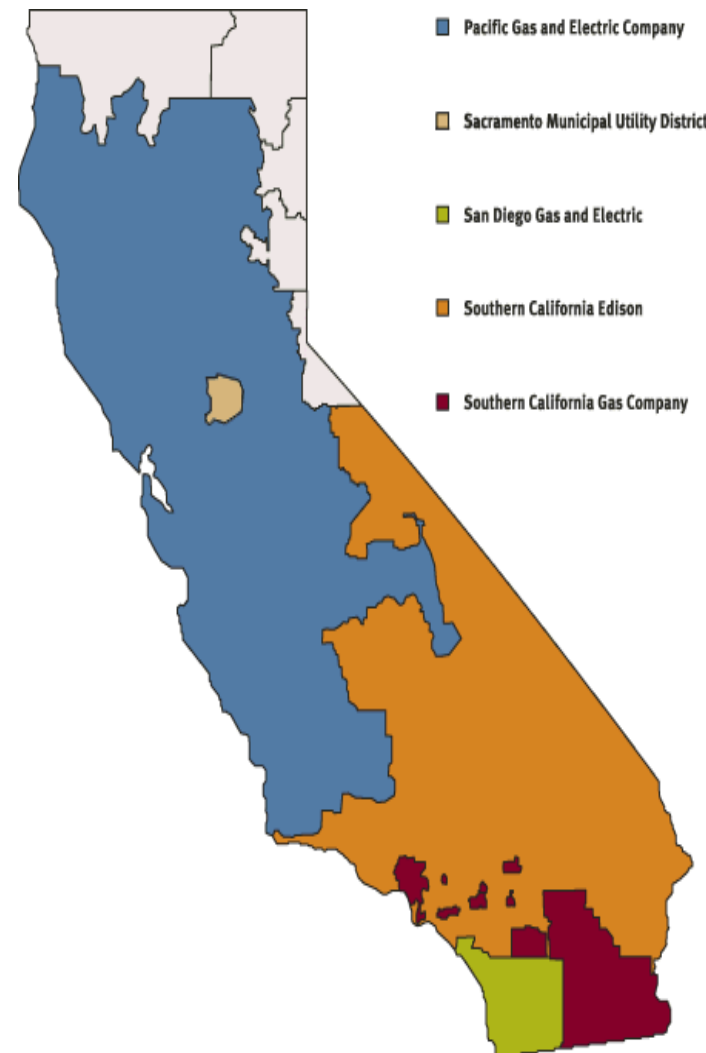 Pacific Gas and Electric Company
Sacramento Municipal Utility District
San Diego Gas and Electric
Southern California Edison
Southern California Gas Company